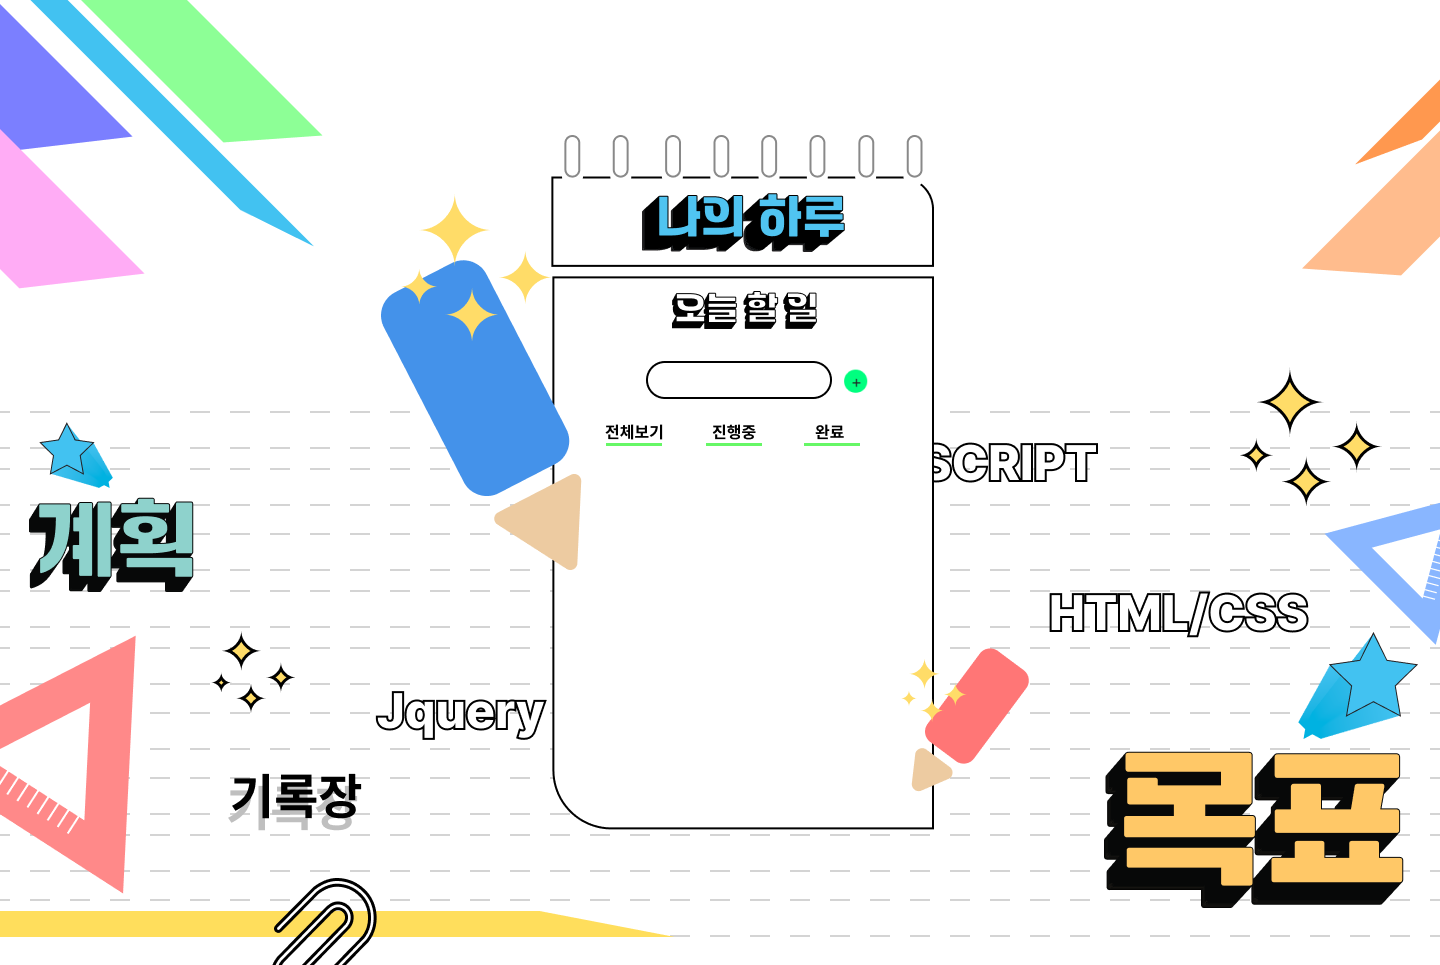 나의 하루
오늘 할 일
+
전체보기 진행중 완료
SCRIPT
계획
HTML/CSS
Jquery
기록장
목표